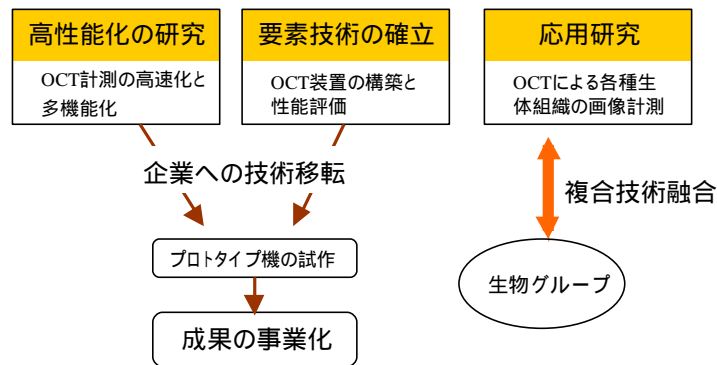 高性能化の研究
OCT計測の高速化と
多機能化
要素技術の確立
OCT装置の構築と
性能評価
応用研究
OCTによる各種生
体組織の画像計測
企業への技術移転
複合技術融合
プロトタイプ機の試作
生物グループ
成果の事業化